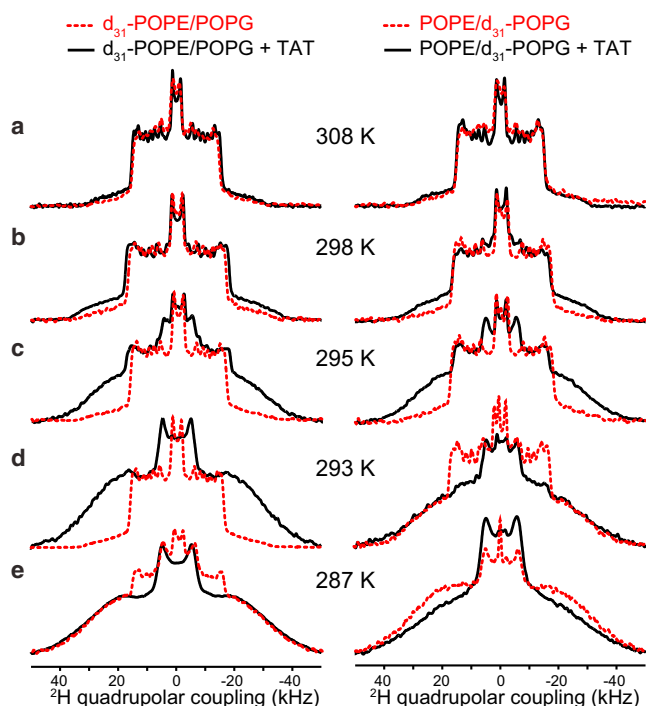 d31-POPE/POPG
d31-POPE/POPG + TAT
POPE/d31-POPG
POPE/d31-POPG + TAT
a
308 K
b
298 K
c
295 K
d
293 K
e
287 K
40 20 0 -20 -40
40 20 0 -20 -40
²H quadrupolar coupling (kHz)
²H quadrupolar coupling (kHz)